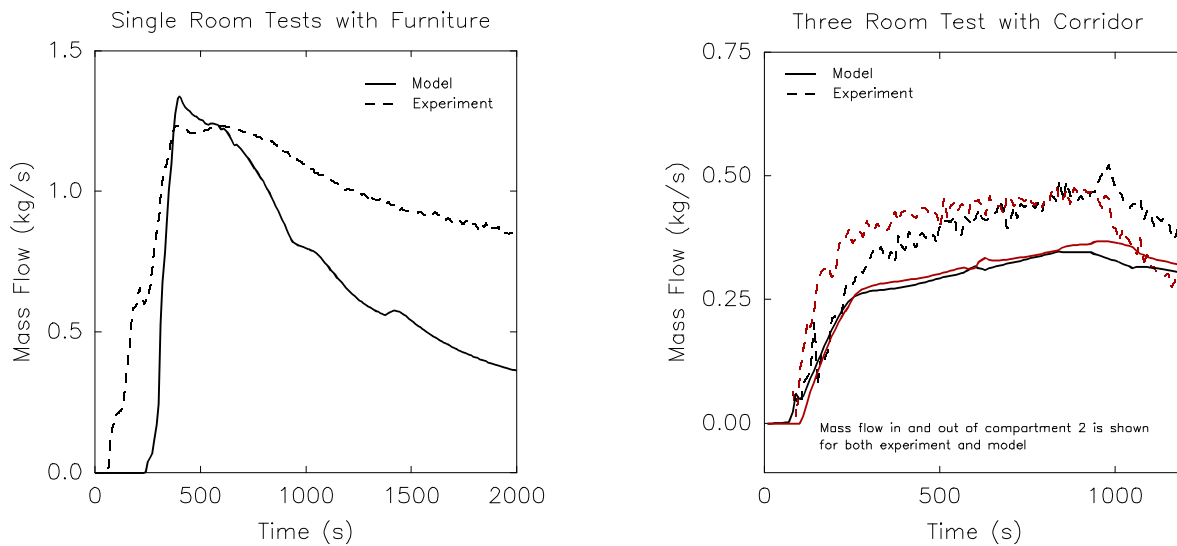 Single Room Tests with Furniture
1.5
1.0
0.5
0.0
Mass Flow (kg/s)
Model
Experiment
0
500
1000
1500
2000
Time (s)
Three Room Test with Corridor
0.75
0.50
0.25
0.00
Mass Flow (kg/s)
Model
Experiment
Mass flow in and out of compartment 2 is shown
for both experiment and model
0
500
1000
Time (s)